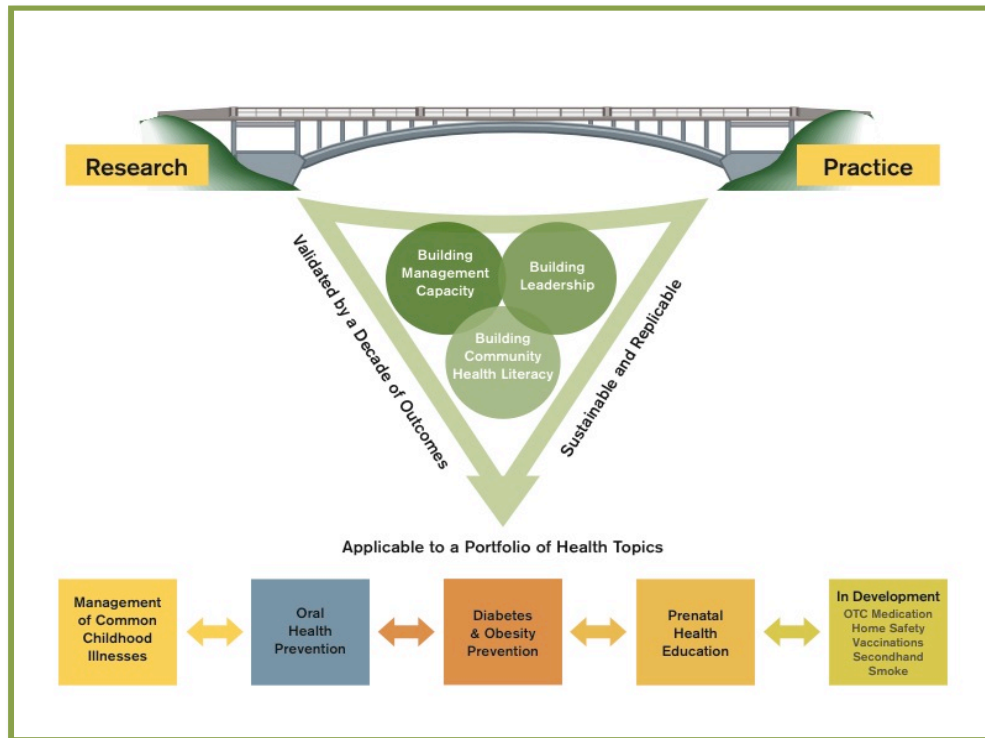 Research
Practice
Building
Management
Capacity
Building
Leadership
Building
Community
Health Literacy
Validated by a Decade of Outcomes
Sustainable and Replicable
Applicable to a Portfolio of Health Topics
Management
of Common
Childhood
Illnesses
Oral
Health
Prevention
Diabetes
& Obesity
Prevention
Prenatal
Health
Education
In Development
OTC Medication
Home Safety
Vaccinations
Secondhand
Smoke